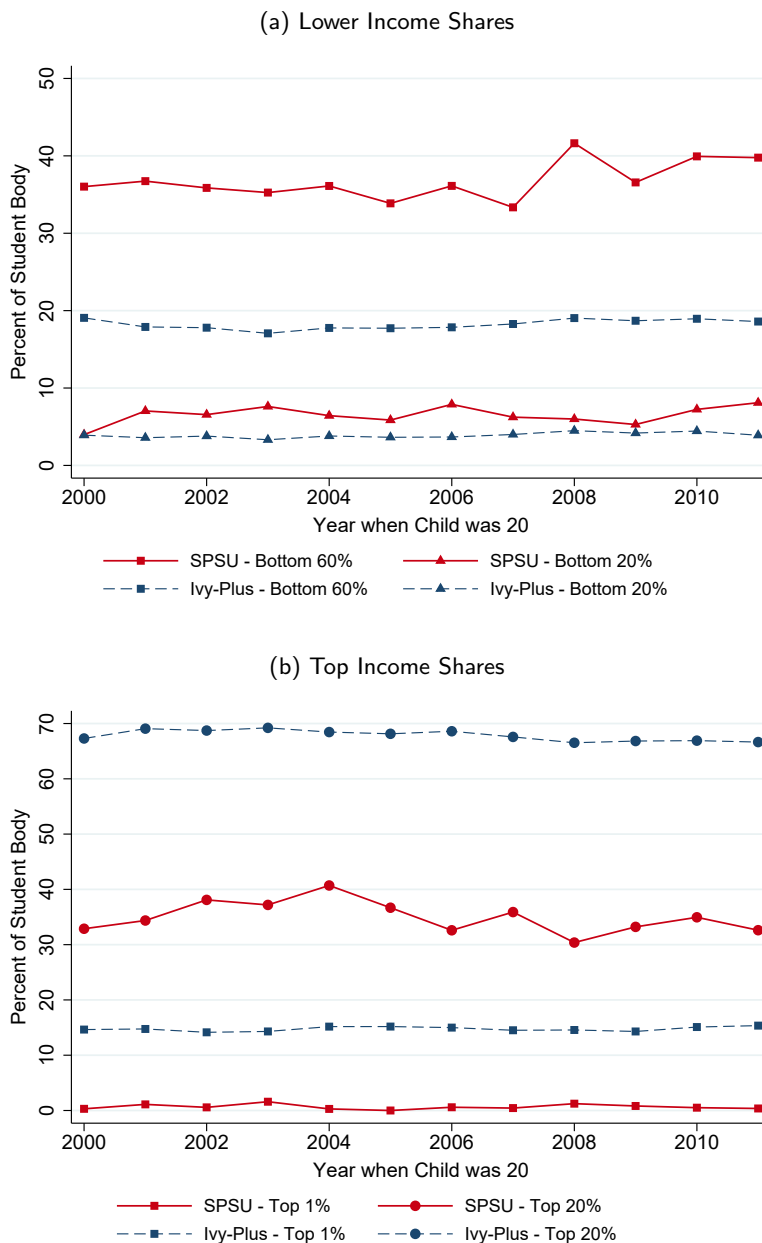 (a) Lower Income Shares
50
40
30
20
10
0
Percent of Student Body
2000 2002 2004 2006 2008 2010
Year when Child was 20
SPSU - Bottom 60% SPSU - Bottom 20%
Ivy-Plus - Bottom 60% Ivy-Plus - Bottom 20%
(b) Top Income Shares
70
60
50
40
30
20
10
0
Percent of Student Body
2000 2002 2004 2006 2008 2010
Year when Child was 20
SPSU - Top 1% SPSU - Top 20%
Ivy-Plus - Top 1% Ivy-Plus - Top 20%